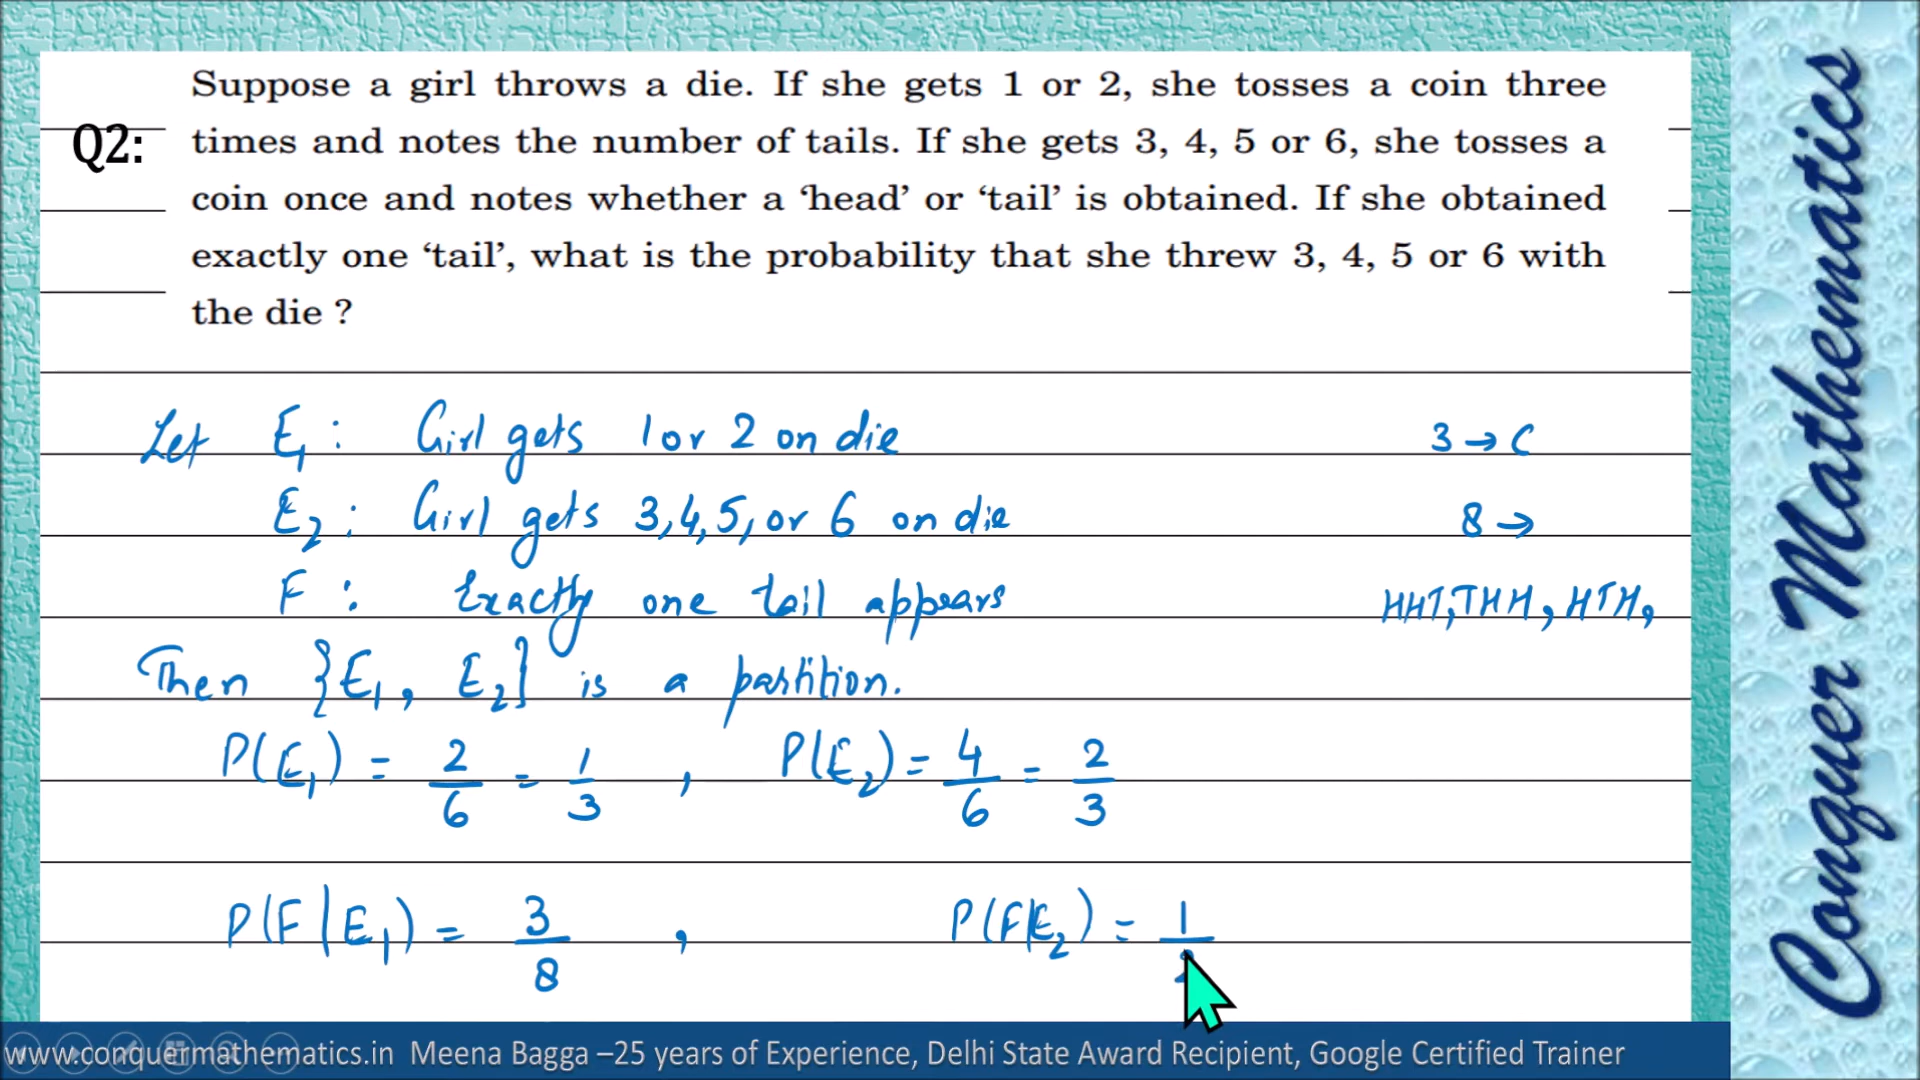 Suppose a girl throws a die. If she gets 1 or 2, she tosses a coin three
Q2: times and notes the number of tails. If she gets 3, 4, 5 or 6, she tosses a
coin once and notes whether a ‘head’ or ‘tail’ is obtained. If she obtained
exactly one ‘tail’, what is the probability that she threw 3, 4, 5 or 6 with
the die ?
Let E₁ : Girl gets 1 or 2 on die
3 → C
E₂ : Girl gets 3,4,5, or 6 on die
8 →
F : Exactly one tail appears
HHT, THH, HTH,
Then {E₁, E₂} is a partition.
P(E₁) = 2/6 = 1/3 , P(E₂) = 4/6 = 2/3
P(F|E₁) = 3/8 , P(F|E₂) = 1/
www.conquermathematics.in Meena Bagga –25 years of Experience, Delhi State Award Recipient, Google Certified Trainer
Conquer Mathematics